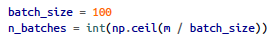 batch_size = 100
n_batches = int(np.ceil(m / batch_size))